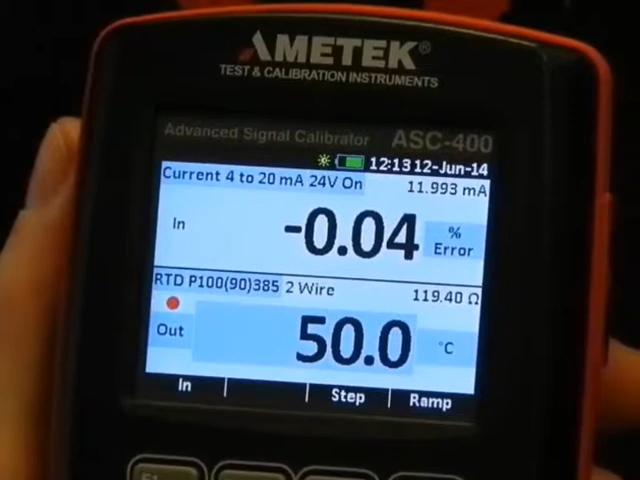 AMETEK®
TEST & CALIBRATION INSTRUMENTS
Advanced Signal Calibrator ASC-400
12:13 12-Jun-14
Current 4 to 20 mA 24V On 11.993 mA
In -0.04 % Error
RTD P100(90)385 2 Wire 119.40 Ω
Out 50.0 °C
In Step Ramp